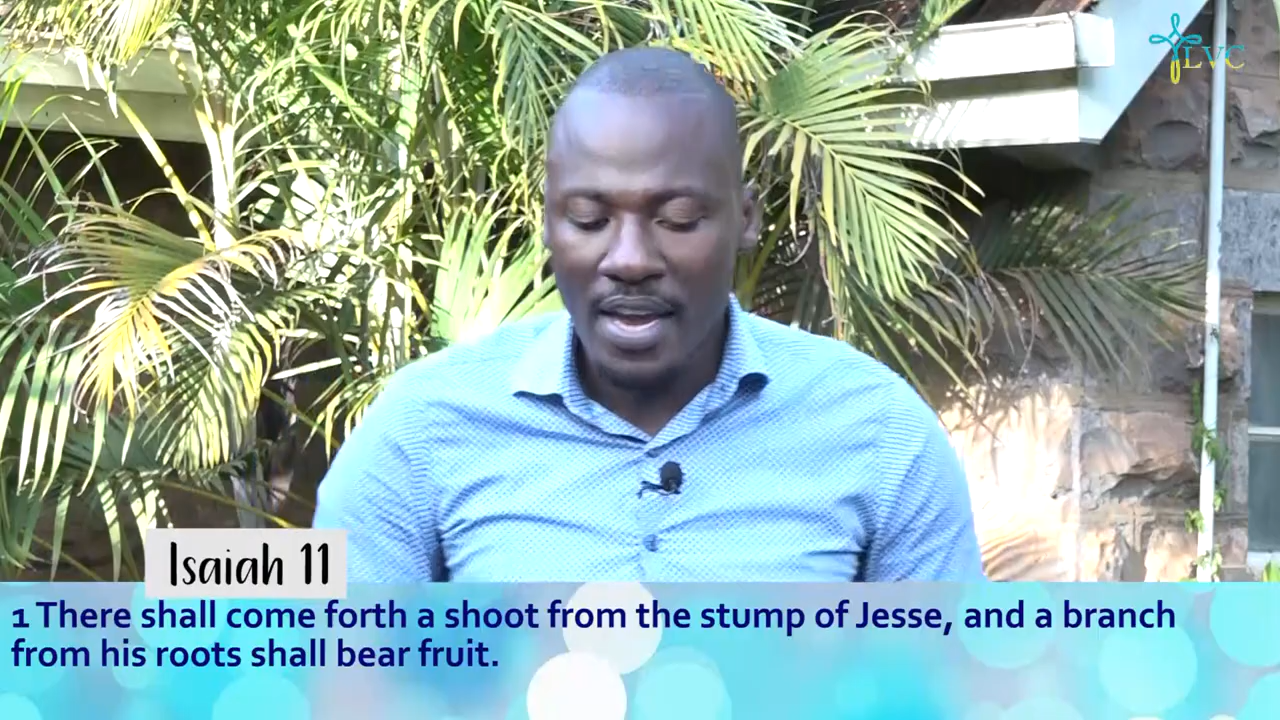 LVC
Isaiah 11
1 There shall come forth a shoot from the stump of Jesse, and a branch
from his roots shall bear fruit.